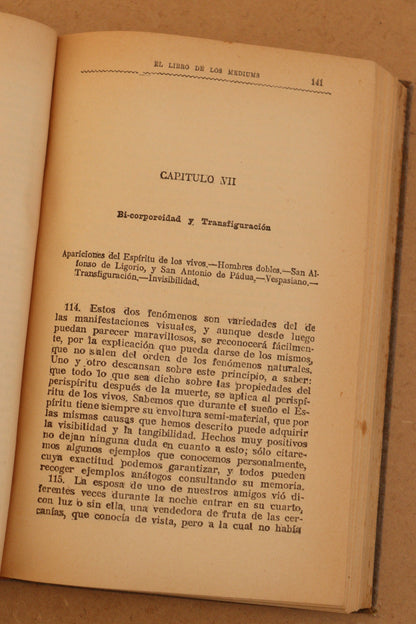 EL LIBRO DE LOS MEDIUMS 141
CAPITULO VII
Bi-corporeidad y Transfiguración
Apariciones del Espíritu de los vivos.—Hombres dobles.—San Al-
fonso de Ligorio, y San Antonio de Pádua.—Vespasiano.—
Transfiguración.—Invisibilidad.
114. Estos dos fenómenos son variedades del de
las manifestaciones visuales, y aunque desde luego
puedan parecer maravillosos, se reconocerá fácilmen-
te, por la explicación que pueda darse de los mismos,
que no salen del orden de los fenómenos naturales.
Uno y otro descansan sobre este principio, a saber:
que todo lo que sea dicho sobre las propiedades del
perispíritu después de la muerte, se aplica al perispí-
ritu de los vivos. Sabemos que durante el sueño el Es-
píritu tiene siempre su envoltura semi-material, que por
las mismas causas que hemos descrito puede adquirir
la visibilidad y la tangibilidad. Hechos muy positivos
no dejan ninguna duda en cuanto a esto; sólo citare-
mos algunos ejemplos que conocemos personalmente,
cuya exactitud podemos garantizar, y todos pueden
recoger ejemplos análogos consultando su memoria.
115. La esposa de uno de nuestros amigos vió di-
ferentes veces durante la noche entrar en su cuarto,
con luz o sin ella, una vendedora de fruta de las cer-
canías, que conocía de vista, pero a la cual no había